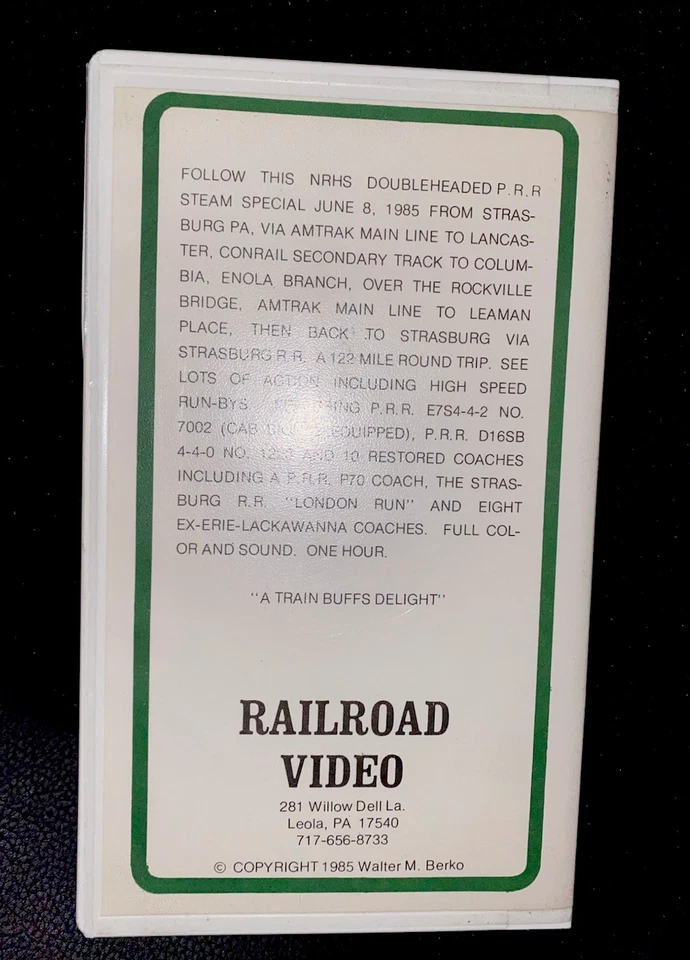 FOLLOW THIS NRHS DOUBLEHEADED P.R.R
STEAM SPECIAL JUNE 8, 1985 FROM STRAS-
BURG PA, VIA AMTRAK MAIN LINE TO LANCAS-
TER, CONRAIL SECONDARY TRACK TO COLUM-
BIA, ENOLA BRANCH, OVER THE ROCKVILLE
BRIDGE, AMTRAK MAIN LINE TO LEAMAN
PLACE, THEN BACK TO STRASBURG VIA
STRASBURG R.R. A 122 MILE ROUND TRIP. SEE
LOTS OF ACTION INCLUDING HIGH SPEED
RUN-BYS. P.R.R. E7S4-4-2 NO.
7002 (CAB EQUIPPED), P.R.R. D16SB
4-4-0 NO. AND 10 RESTORED COACHES
INCLUDING A P.R.R. P70 COACH, THE STRAS-
BURG R.R. "LONDON RUN" AND EIGHT
EX-ERIE-LACKAWANNA COACHES. FULL COL-
OR AND SOUND. ONE HOUR.
"A TRAIN BUFFS DELIGHT"
RAILROAD
VIDEO
281 Willow Dell La.
Leola, PA 17540
717-656-8733
© COPYRIGHT 1985 Walter M. Berko